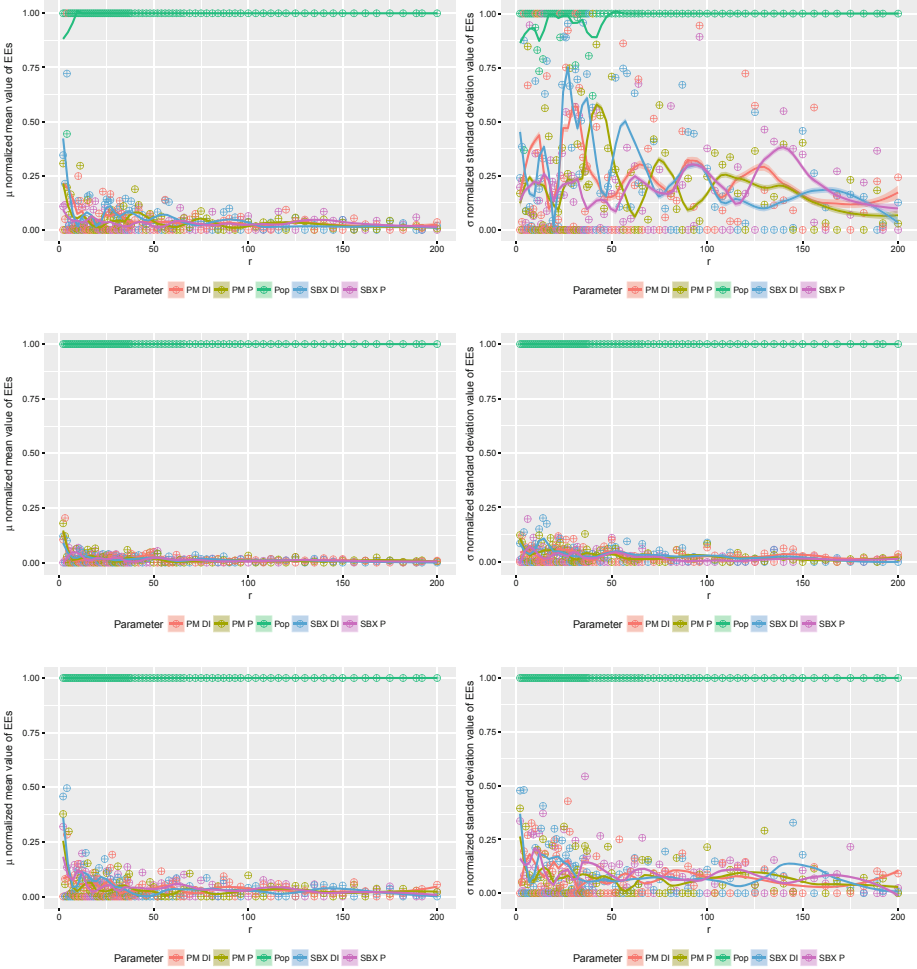 μ normalized mean value of EEs
1.00
0.75
0.50
0.25
0.00
0 50 100 150 200
r
Parameter PM DI PM P Pop SBX DI SBX P
σ normalized standard deviation value of EEs
1.00
0.75
0.50
0.25
0.00
0 50 100 150 200
r
Parameter PM DI PM P Pop SBX DI SBX P
μ normalized mean value of EEs
1.00
0.75
0.50
0.25
0.00
0 50 100 150 200
r
Parameter PM DI PM P Pop SBX DI SBX P
σ normalized standard deviation value of EEs
1.00
0.75
0.50
0.25
0.00
0 50 100 150 200
r
Parameter PM DI PM P Pop SBX DI SBX P
μ normalized mean value of EEs
1.00
0.75
0.50
0.25
0.00
0 50 100 150 200
r
Parameter PM DI PM P Pop SBX DI SBX P
σ normalized standard deviation value of EEs
1.00
0.75
0.50
0.25
0.00
0 50 100 150 200
r
Parameter PM DI PM P Pop SBX DI SBX P